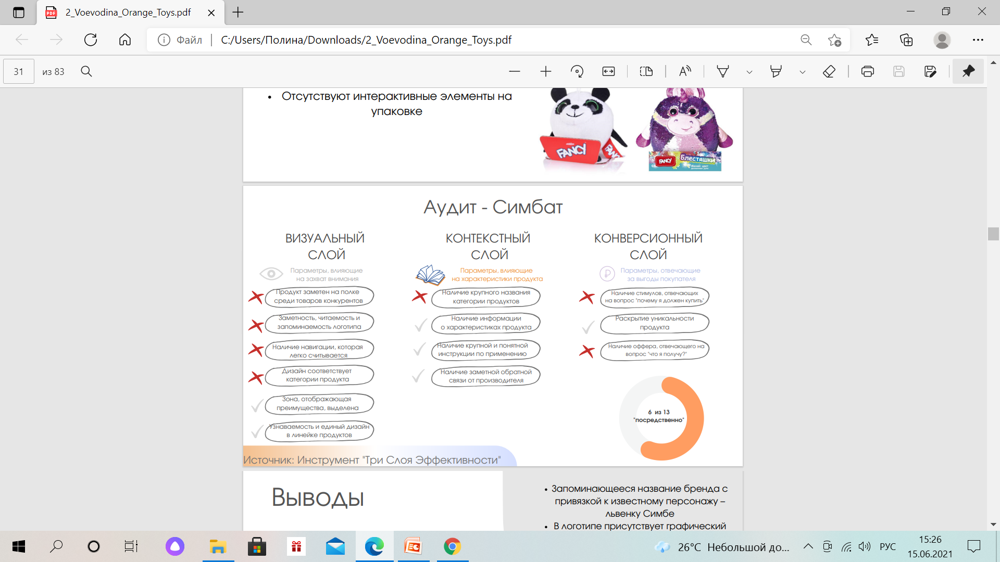 2_Voevodina_Orange_Toys.pdf
Файл
C:/Users/Полина/Downloads/2_Voevodina_Orange_Toys.pdf
31
из 83
• Отсутствуют интерактивные элементы на
упаковке
FANCY
FANCY
FANCY
Блестяшки
Аудит - Симбат
ВИЗУАЛЬНЫЙ
СЛОЙ
Параметры, влияющие
на захват внимания
Продукт заметен на полке
среди товаров конкурентов
Заметность, читаемость и
запоминаемость логотипа
Наличие навигации, которая
легко считывается
Дизайн соответствует
категории продукта
Зона, отображающая
преимущества, выделена
Узнаваемость и единый дизайн
в линейке продуктов
КОНТЕКСТНЫЙ
СЛОЙ
Параметры, влияющие
на характеристики продукта
Наличие крупного названия
категории продуктов
Наличие информации
о характеристиках продукта
Наличие крупной и понятной
инструкции по применению
Наличие заметной обратной
связи от производителя
КОНВЕРСИОННЫЙ
СЛОЙ
Параметры, отвечающие
за выгоды покупателя
Наличие стимулов, отвечающих
на вопрос "почему я должен купить"
Раскрытие уникальности
продукта
Наличие оффера, отвечающего на
вопрос "что я получу?"
6 из 13
"посредственно"
Источник: Инструмент "Три Слоя Эффективности"
Выводы
• Запоминающееся название бренда с
привязкой к известному персонажу –
львенку Симбе
• В логотипе присутствует графический
26°C Небольшой до...
РУС
15:26
15.06.2021